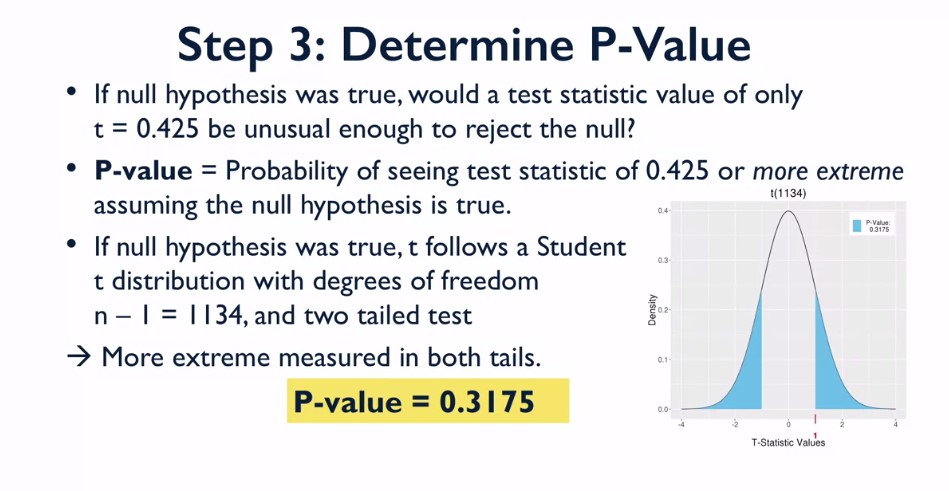 Step 3: Determine P-Value
• If null hypothesis was true, would a test statistic value of only
t = 0.425 be unusual enough to reject the null?
• P-value = Probability of seeing test statistic of 0.425 or more extreme
assuming the null hypothesis is true.
• If null hypothesis was true, t follows a Student
t distribution with degrees of freedom
n – 1 = 1134, and two tailed test
→ More extreme measured in both tails.
P-value = 0.3175
t(1134)
P-Value:
0.3175
Density
0.4
0.3
0.2
0.1
0.0
-4 -2 0 2 4
1
T-Statistic Values